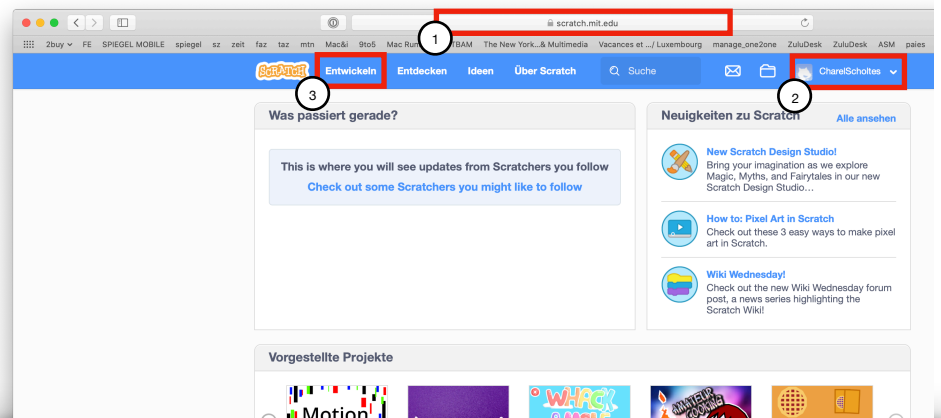 scratch.mit.edu
1
2buy FE SPIEGEL MOBILE spiegel sz zeit faz taz mtn Mac&i 9to5 Mac Ru TBAM The New York...& Multimedia Vacances et .../ Luxembourg manage_one2one ZuluDesk ZuluDesk ASM paies
SCRATCH Entwickeln Entdecken Ideen Über Scratch Suche CharelScholtes
3
2
Was passiert gerade?
This is where you will see updates from Scratchers you follow
Check out some Scratchers you might like to follow
Neuigkeiten zu Scratch Alle ansehen
New Scratch Design Studio!
Bring your imagination as we explore
Magic, Myths, and Fairytales in our new
Scratch Design Studio...
How to: Pixel Art in Scratch
Check out these 3 easy ways to make pixel
art in Scratch.
Wiki Wednesday!
Check out the new Wiki Wednesday forum
post, a news series highlighting the
Scratch Wiki!
Vorgestellte Projekte
Motion
WHACK
AMATEUR
COOKING